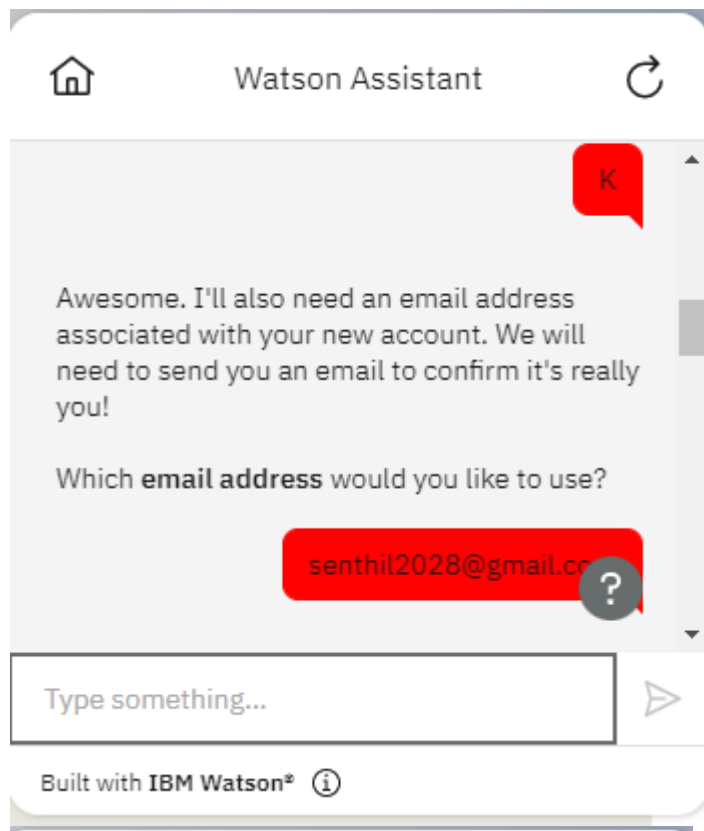 Watson Assistant
K
Awesome. I'll also need an email address
associated with your new account. We will
need to send you an email to confirm it's really
you!
Which email address would you like to use?
senthil2028@gmail.co
?
Type something...
Built with IBM Watson®